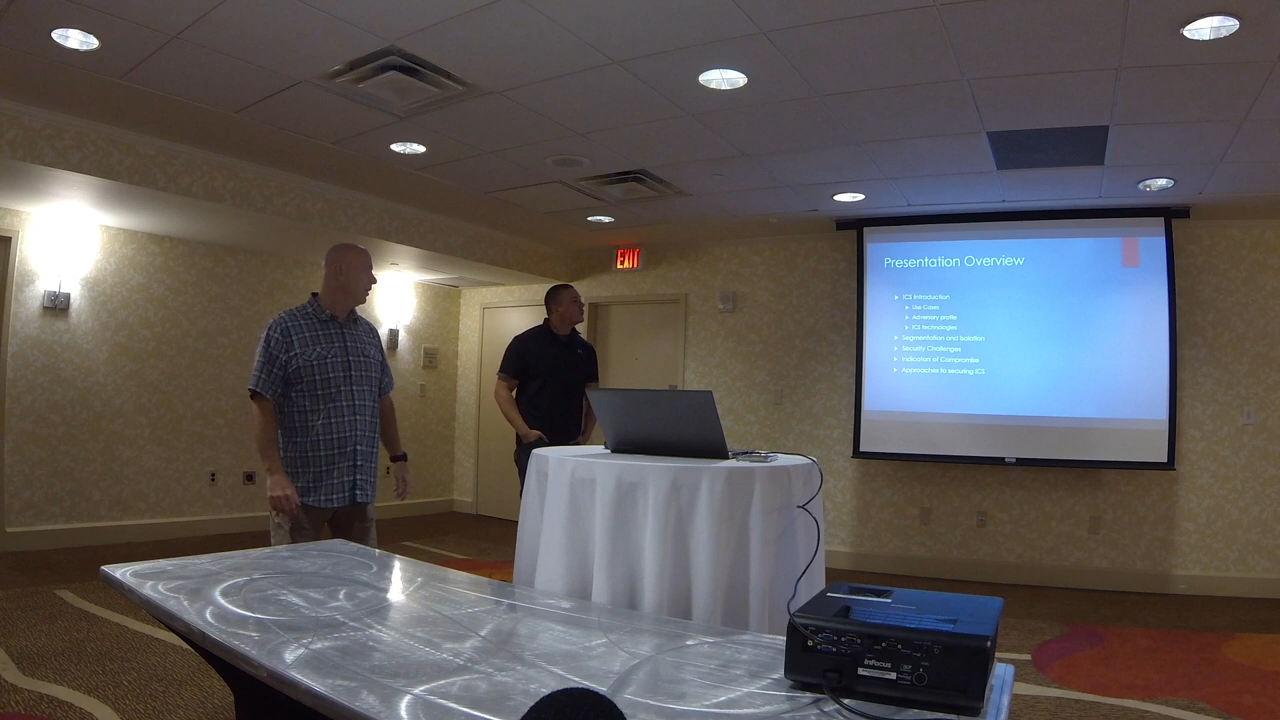 EXIT
Presentation Overview
ICS Introduction
Use Cases
Adversary profile
ICS technologies
Segmentation and Isolation
Security Challenges
Indicators of Compromise
Approaches to securing ICS
InFocus